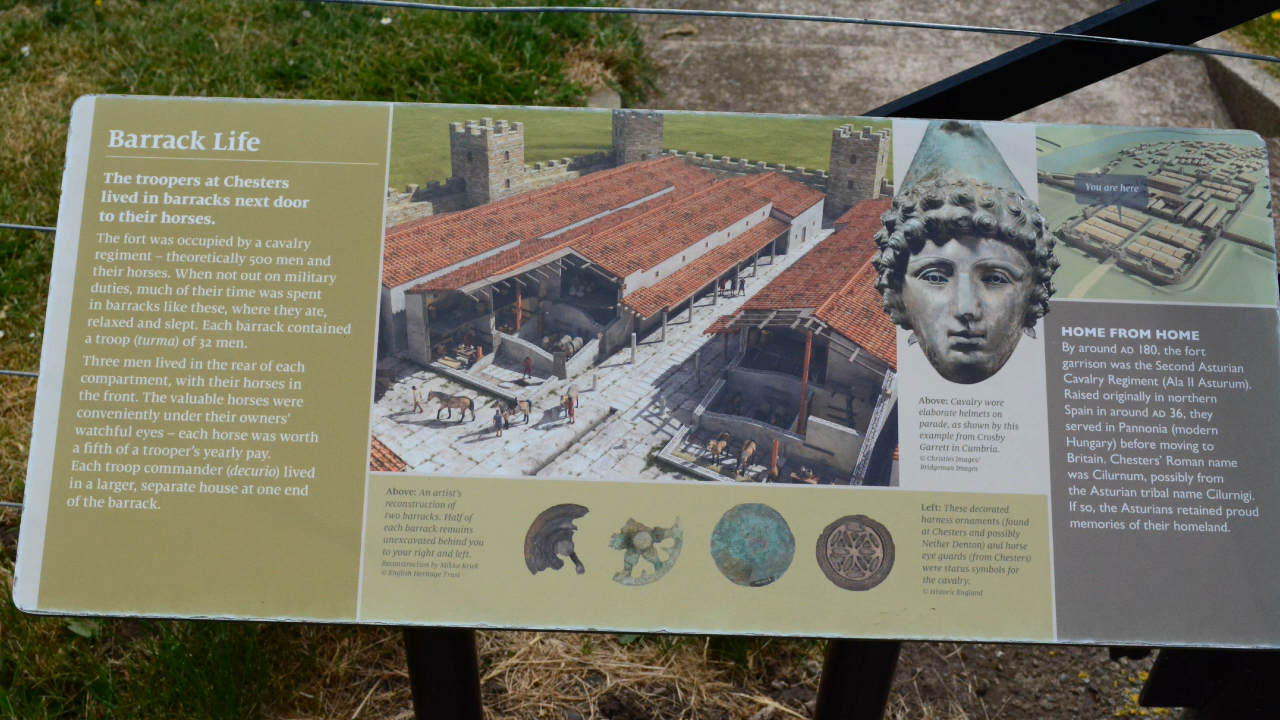 Barrack Life
The troopers at Chesters
lived in barracks next door
to their horses.
The fort was occupied by a cavalry
regiment – theoretically 500 men and
their horses. When not out on military
duties, much of their time was spent
in barracks like these, where they ate,
relaxed and slept. Each barrack contained
a troop (turma) of 32 men.
Three men lived in the rear of each
compartment, with their horses in
the front. The valuable horses were
conveniently under their owners'
watchful eyes – each horse was worth
a fifth of a trooper's yearly pay.
Each troop commander (decurio) lived
in a larger, separate house at one end
of the barrack.
Above: An artist's
reconstruction of
two barracks. Half of
each barrack remains
unexcavated behind you
to your right and left.
Reconstruction by Mikko Kriek
© English Heritage Trust
Above: Cavalry wore
elaborate helmets on
parade, as shown by this
example from Crosby
Garrett in Cumbria.
© Christies Images/
Bridgeman Images
Left: These decorated
harness ornaments (found
at Chesters and possibly
Nether Denton) and horse
eye guards (from Chesters)
were status symbols for
the cavalry.
© Historic England
You are here
HOME FROM HOME
By around AD 180, the fort
garrison was the Second Asturian
Cavalry Regiment (Ala II Asturum).
Raised originally in northern
Spain in around AD 36, they
served in Pannonia (modern
Hungary) before moving to
Britain. Chesters' Roman name
was Cilurnum, possibly from
the Asturian tribal name Cilurnigi.
If so, the Asturians retained proud
memories of their homeland.